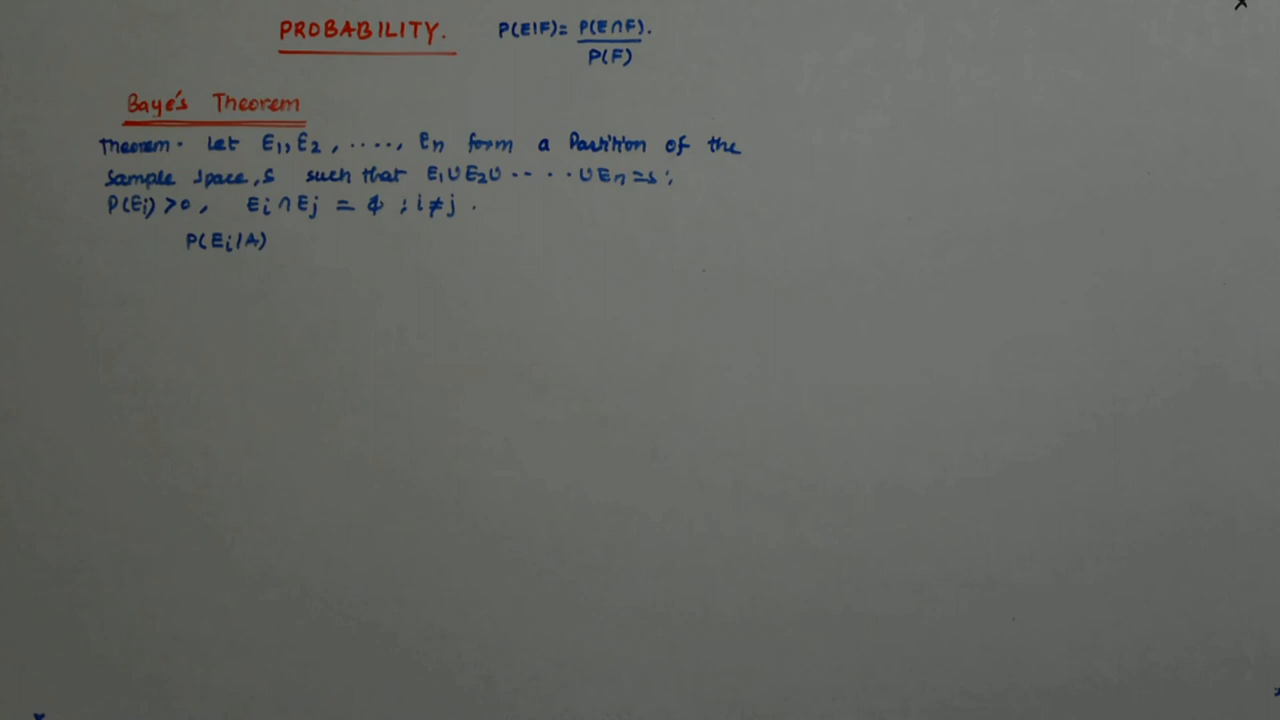 PROBABILITY. P(E|F) = P(E∩F). / P(F)
Baye's Theorem
Theorem. Let E₁, E₂, ...., En form a Partition of the
Sample Space, S such that E₁∪E₂∪.....∪En = S;
P(Ei) > 0, Ei ∩ Ej = ϕ ; i ≠ j .
P(Ei/A)